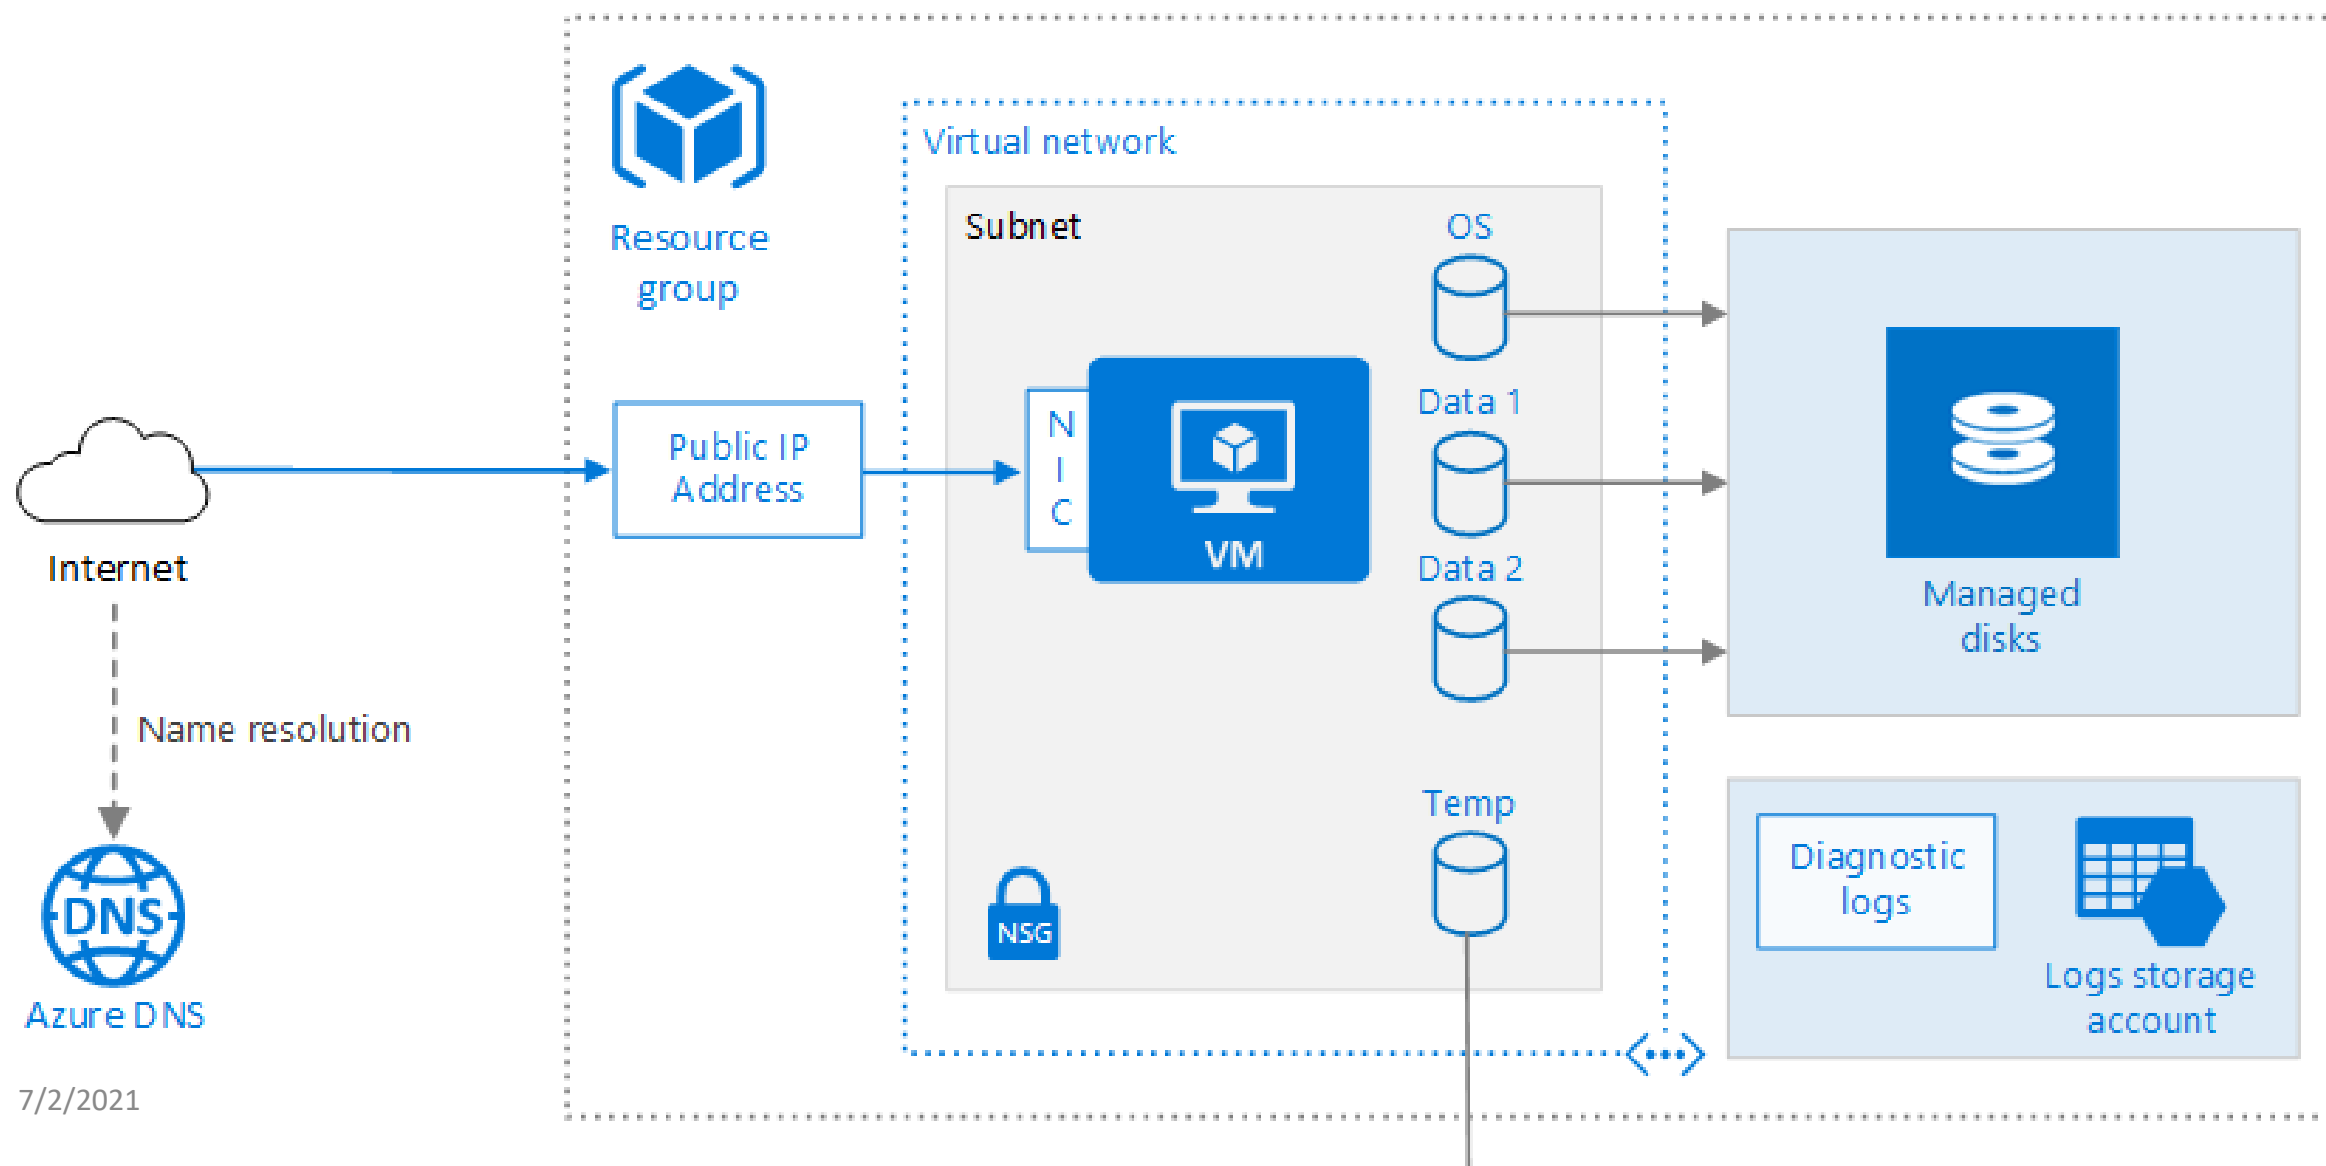 Virtual network
Subnet
OS
Resource
group
Data 1
Public IP
Address
N
I
C
VM
Data 2
Internet
Managed
disks
Name resolution
Temp
Diagnostic
logs
DNS
NSG
Logs storage
account
Azure DNS
7/2/2021